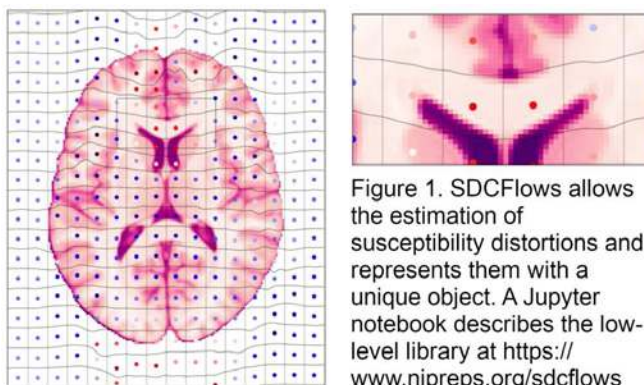 Figure 1. SDCFlows allows
the estimation of
susceptibility distortions and
represents them with a
unique object. A Jupyter
notebook describes the low-
level library at https://
www.nipreps.org/sdcflows